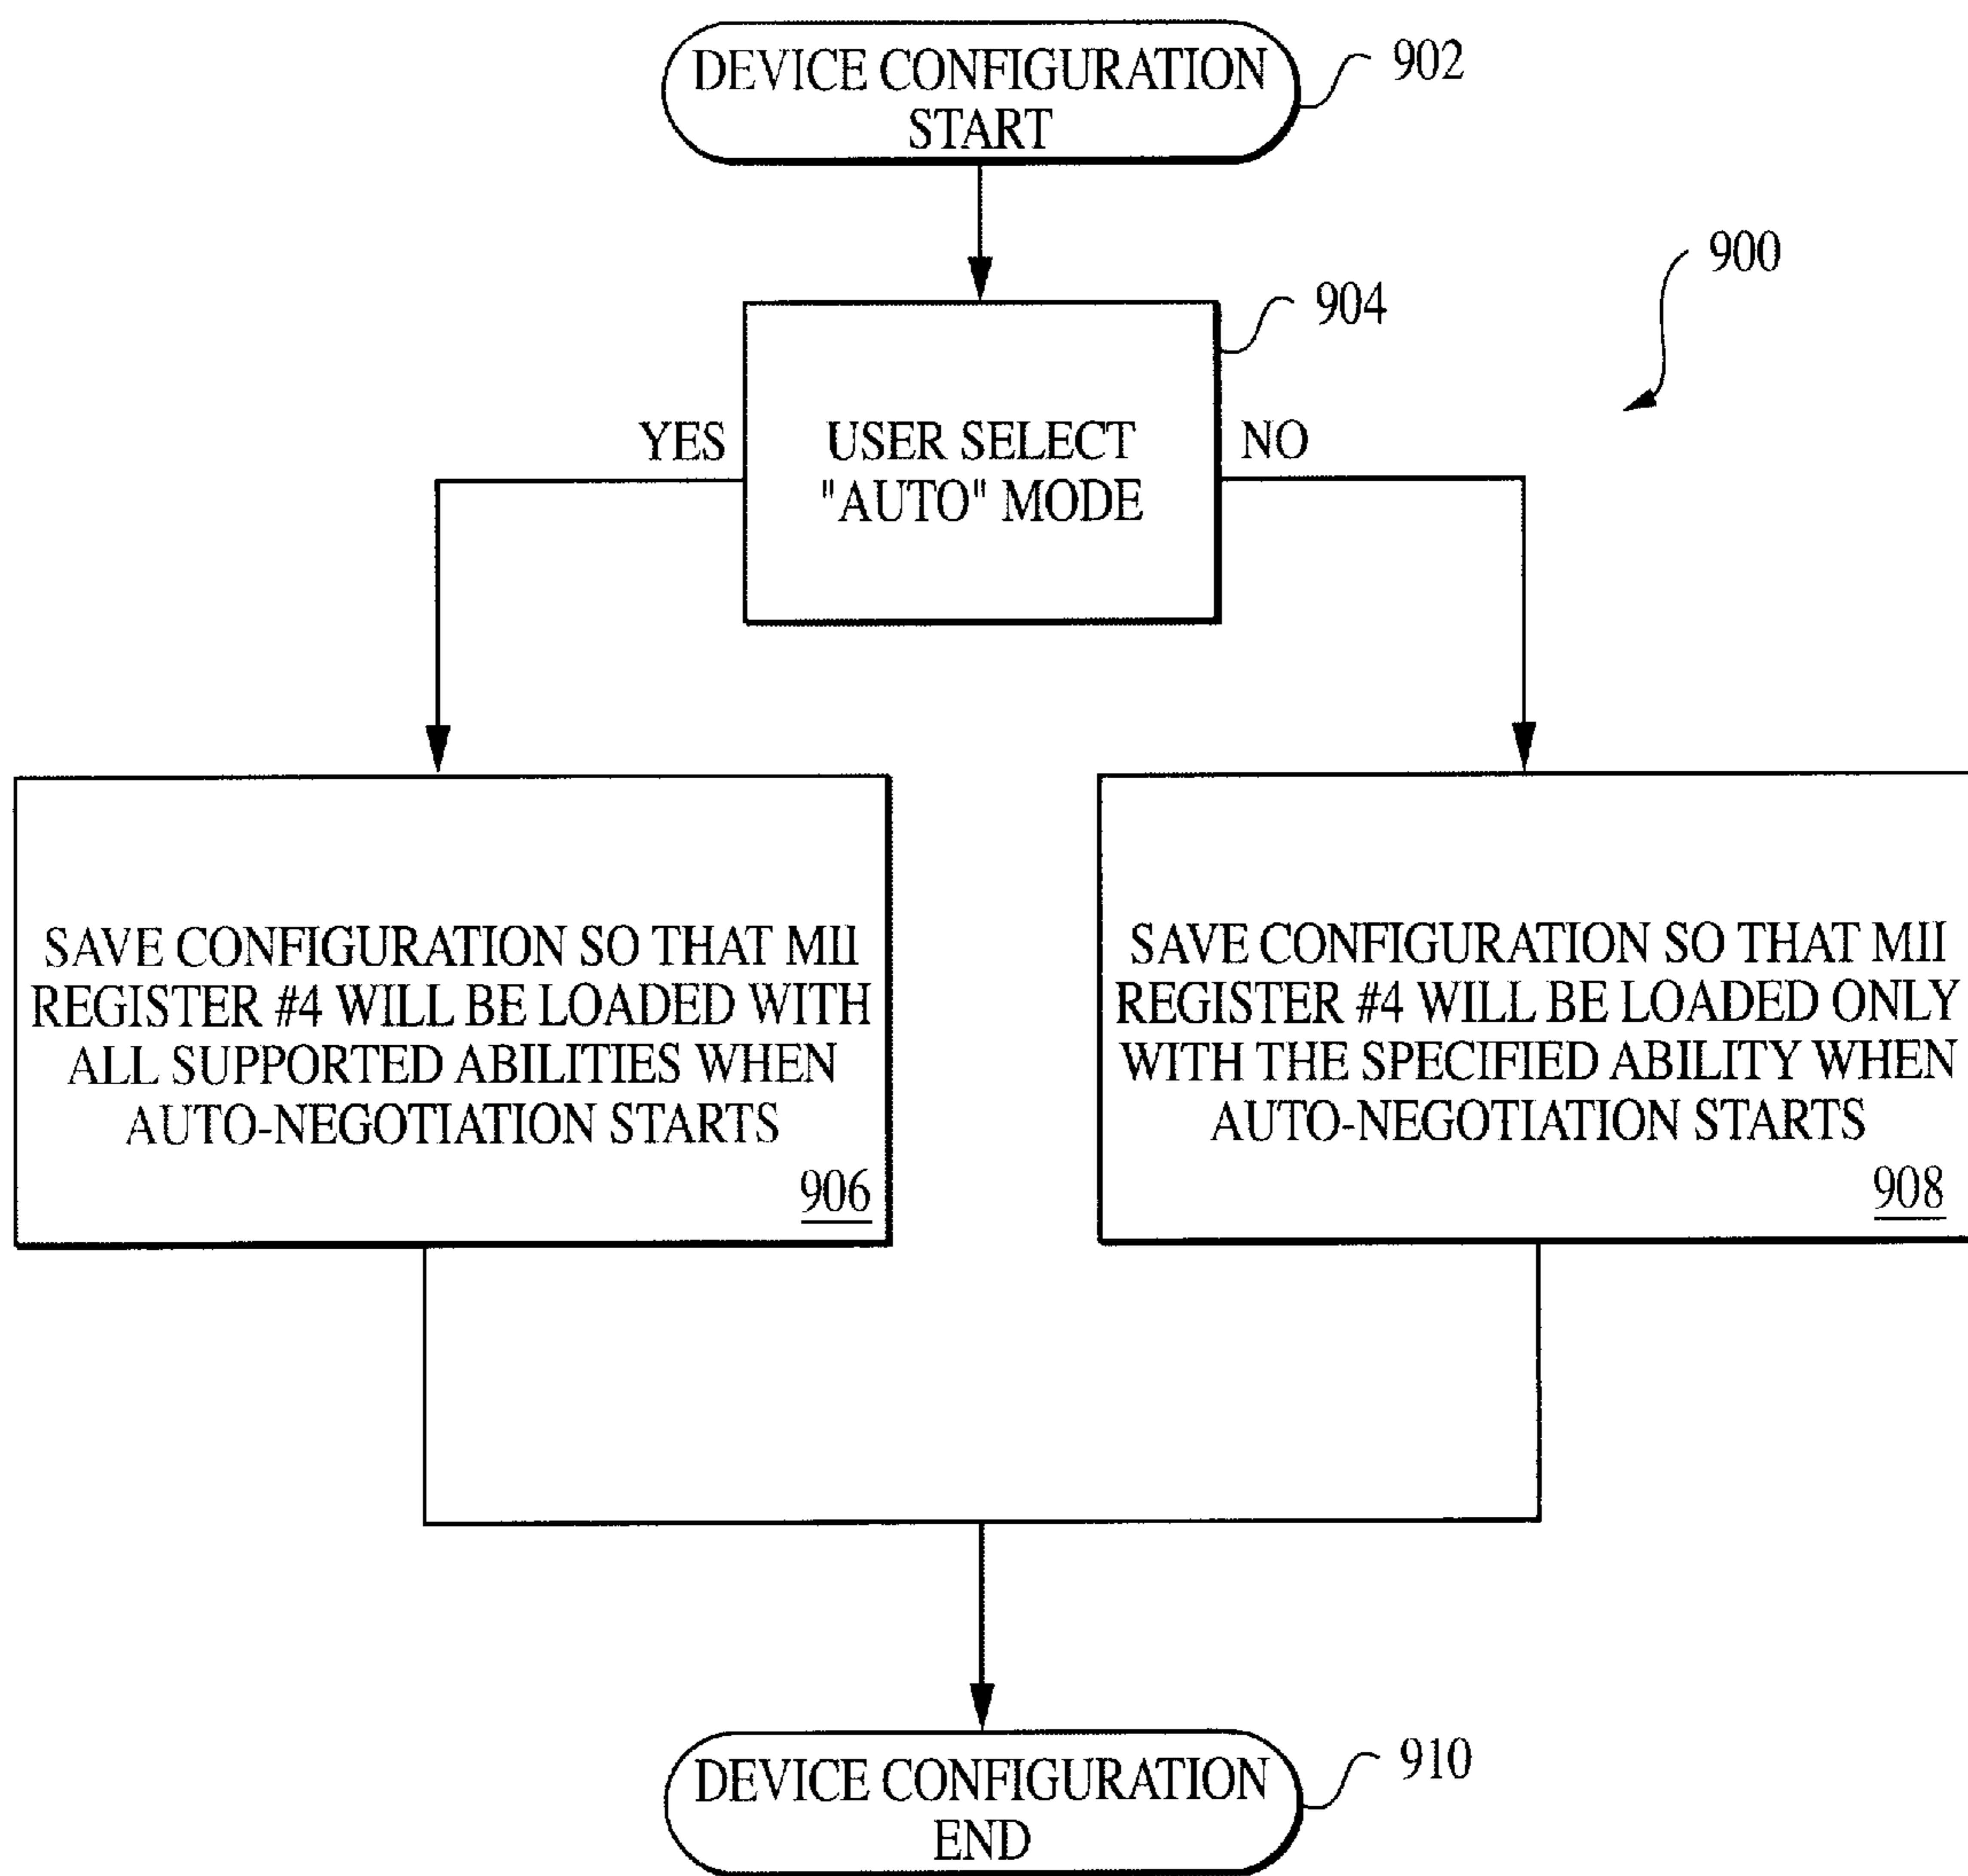 DEVICE CONFIGURATION
START
902
900
904
YES
USER SELECT
"AUTO" MODE
NO
SAVE CONFIGURATION SO THAT MII
REGISTER #4 WILL BE LOADED WITH
ALL SUPPORTED ABILITIES WHEN
AUTO-NEGOTIATION STARTS
906
SAVE CONFIGURATION SO THAT MII
REGISTER #4 WILL BE LOADED ONLY
WITH THE SPECIFIED ABILITY WHEN
AUTO-NEGOTIATION STARTS
908
DEVICE CONFIGURATION
END
910